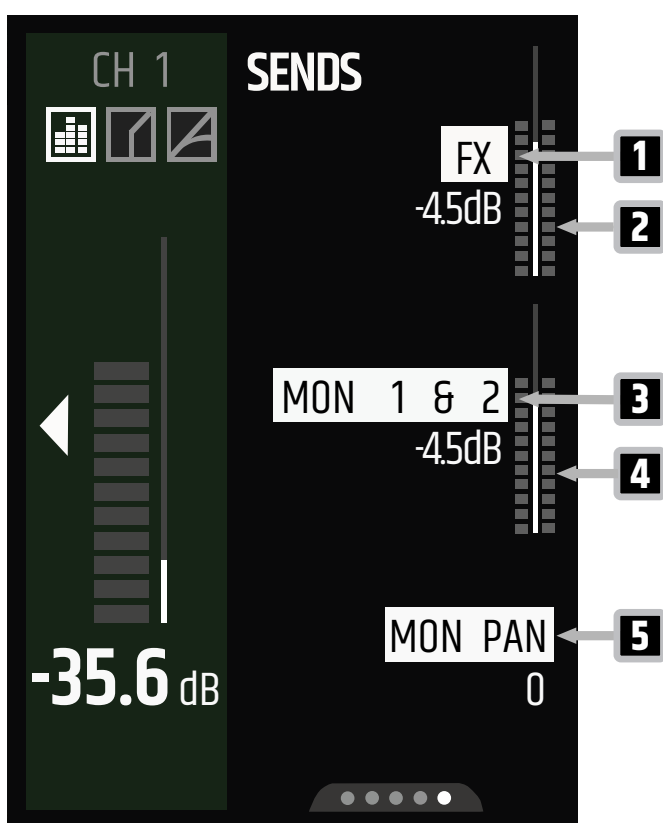 CH 1
SENDS
FX
-4.5dB
1
2
MON 1 & 2
-4.5dB
3
4
MON PAN
0
5
-35.6 dB